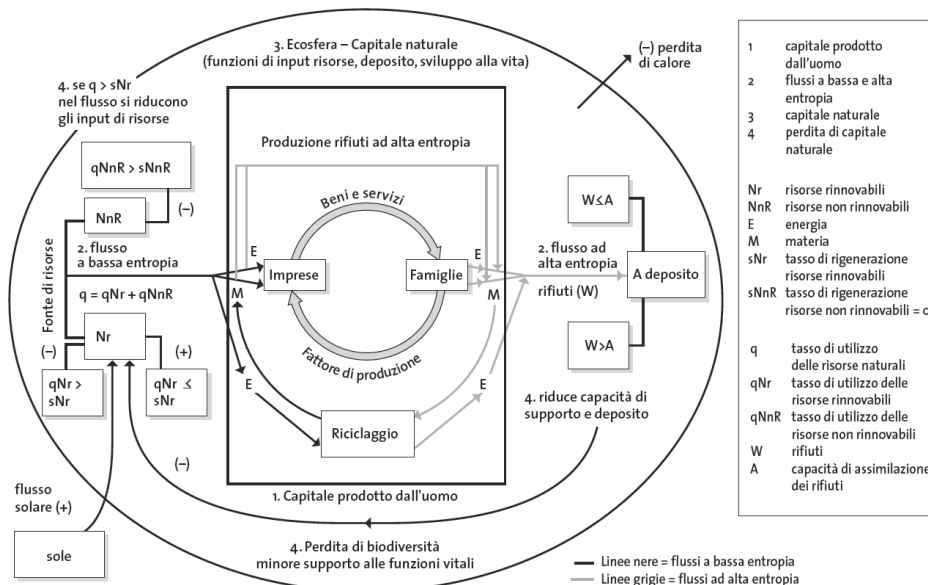 3. Ecosfera – Capitale naturale
(funzioni di input risorse, deposito, sviluppo alla vita)
(–) perdita
di calore
4. se q > sNr
nel flusso si riducono
gli input di risorse
Produzione rifiuti ad alta entropia
qNnR > sNnR
(–)
NnR
Fonte di risorse
2. flusso
a bassa entropia
q = qNr + qNnR
Nr
(–)
(+)
qNr >
sNr
qNr ≤
sNr
(–)
flusso
solare (+)
sole
Beni e servizi
E
Imprese
M
Famiglie
E
M
Fattore di produzione
E
E
Riciclaggio
1. Capitale prodotto dall'uomo
2. flusso ad
alta entropia
rifiuti (W)
W≤A
A deposito
W>A
4. riduce capacità di
supporto e deposito
4. Perdita di biodiversità
minore supporto alle funzioni vitali
Linee nere = flussi a bassa entropia
Linee grigie = flussi ad alta entropia
1 capitale prodotto
dall'uomo
2 flussi a bassa e alta
entropia
3 capitale naturale
4 perdita di capitale
naturale
Nr risorse rinnovabili
NnR risorse non rinnovabili
E energia
M materia
sNr tasso di rigenerazione
risorse rinnovabili
sNnR tasso di rigenerazione
risorse non rinnovabili = 0
q tasso di utilizzo
delle risorse naturali
qNr tasso di utilizzo delle
risorse rinnovabili
qNnR tasso di utilizzo delle
risorse non rinnovabili
W rifiuti
A capacità di assimilazione
dei rifiuti